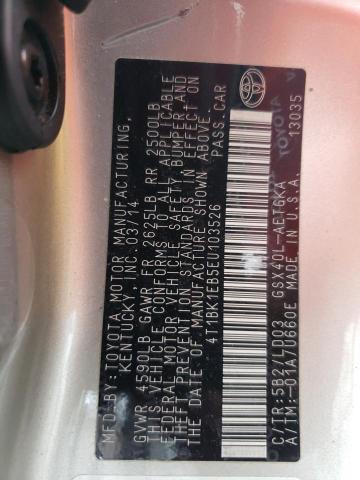 MFD.BY:TOYOTA MOTOR MANUFACTURING,
KENTUCKY, INC. 03/14
GVWR 4590LB GAWR FR 2625LB RR 2500LB
THIS VEHICLE CONFORMS TO ALL APPLICABLE
FEDERAL MOTOR VEHICLE SAFETY, BUMPER, AND
THEFT PREVENTION STANDARDS IN EFFECT ON
THE DATE OF MANUFACTURE SHOWN ABOVE.
4T1BK1EB5EU103526 PASS.CAR
C/TR:5B2/LD03 GSX40L-AETGKA
A/TM:-01A/U660E MADE IN U.S.A. 13035
TOYOTA